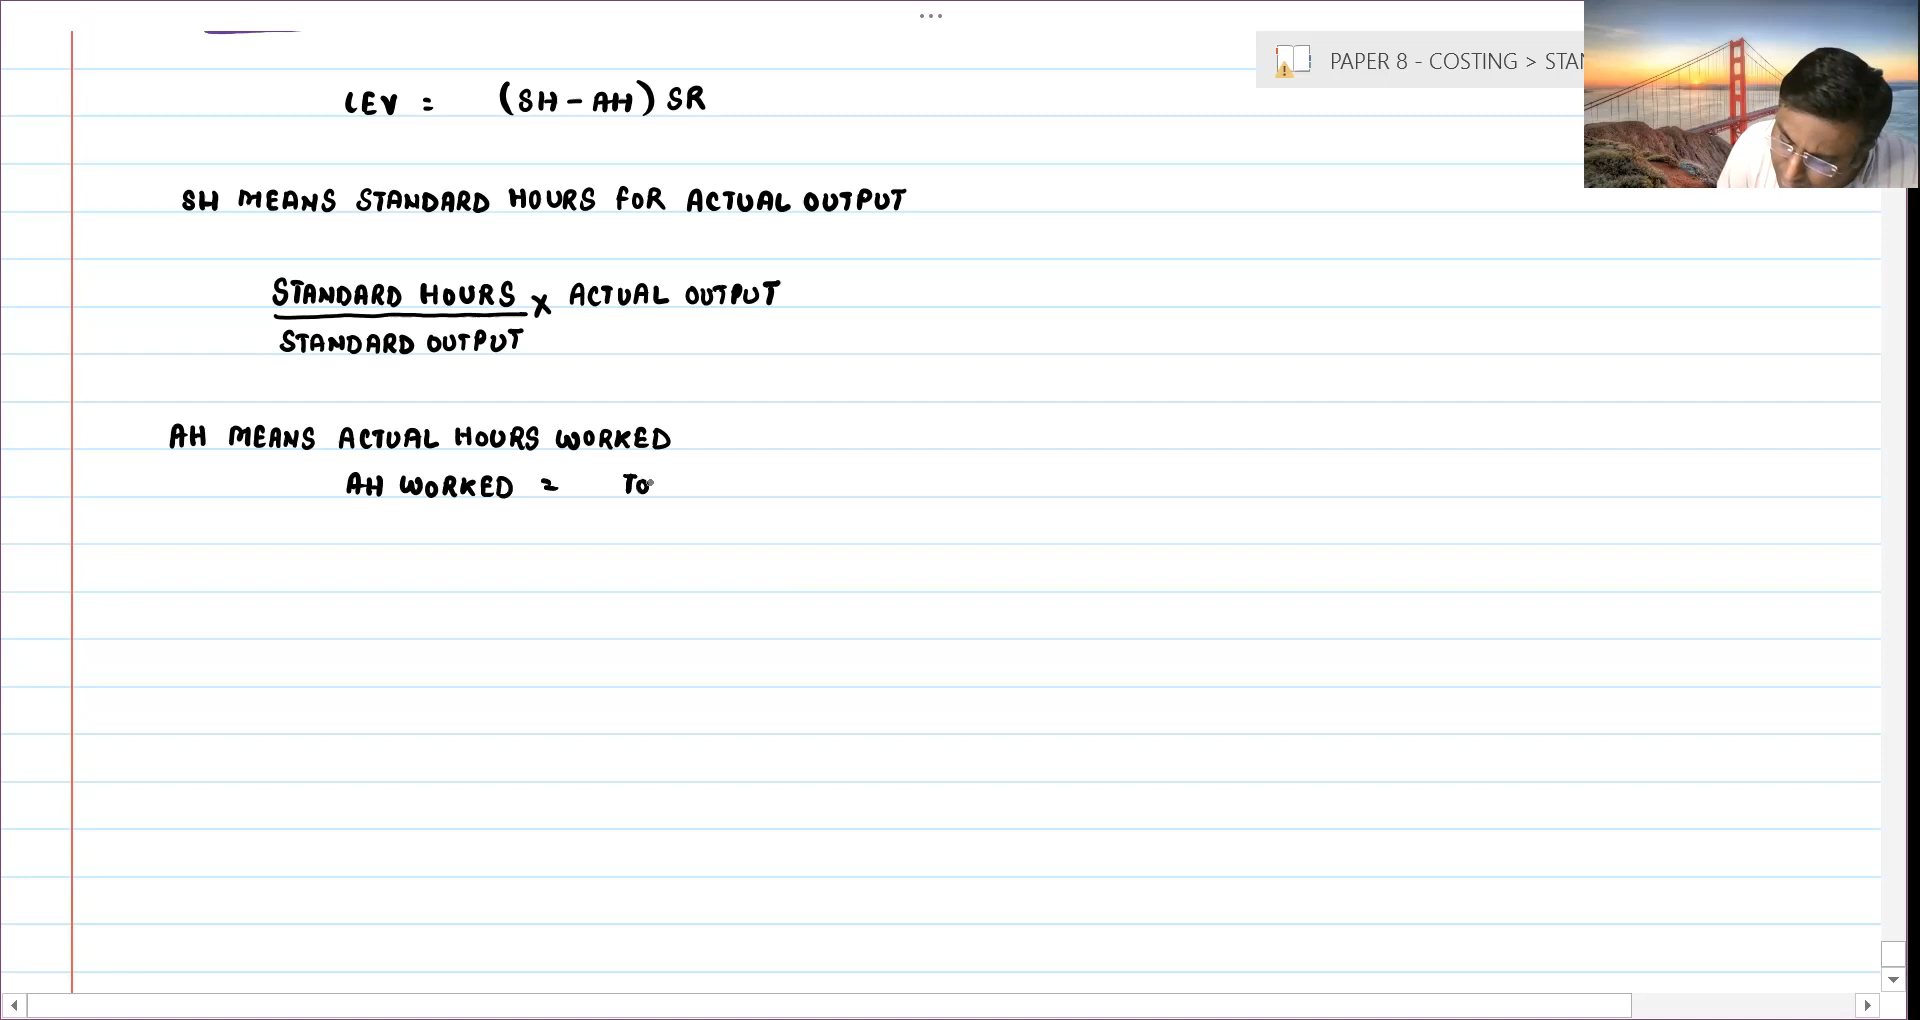 PAPER 8 - COSTING > STAN
LEV = (SH - AH) SR
SH MEANS STANDARD HOURS FOR ACTUAL OUTPUT
STANDARD HOURS × ACTUAL OUTPUT
STANDARD OUTPUT
AH MEANS ACTUAL HOURS WORKED
AH WORKED = TO